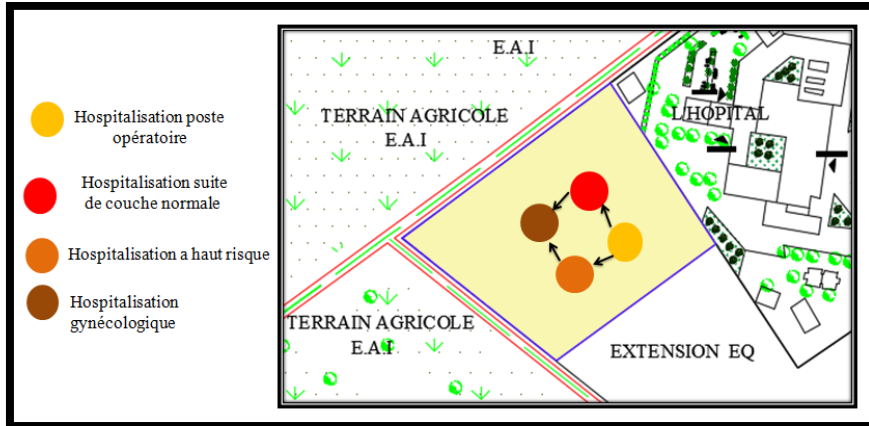 Hospitalisation poste
opératoire
Hospitalisation suite
de couche normale
Hospitalisation a haut risque
Hospitalisation
gynécologique
E.A.I
TERRAIN AGRICOLE
E.A.I
L'HOPITAL
TERRAIN AGRICOLE
E.A.I
EXTENSION EQ